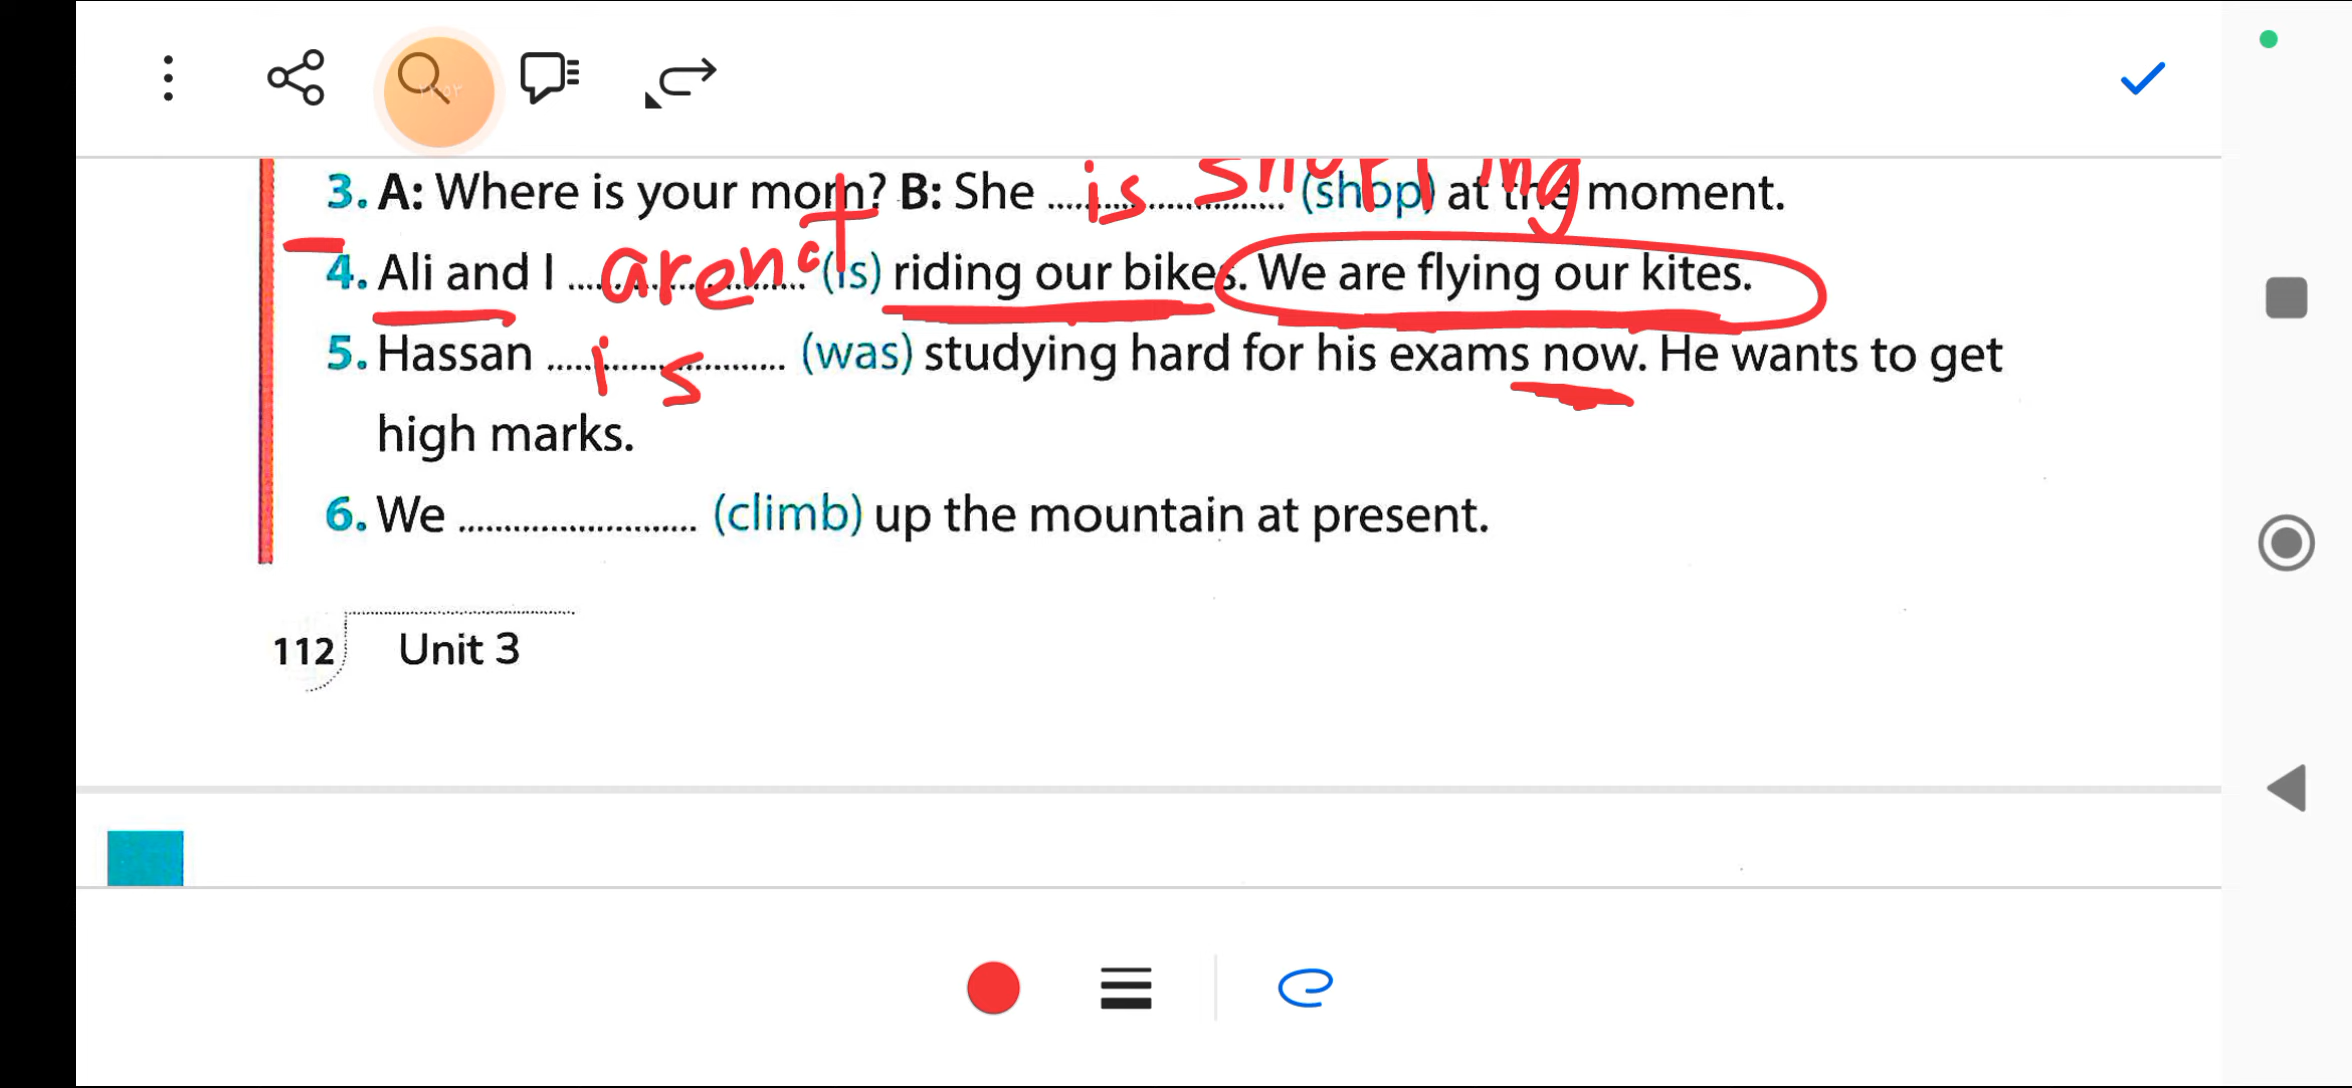 3. A: Where is your mom? B: She is ........................ (shop) at the moment.
4. Ali and I aren't (is) riding our bikes. We are flying our kites.
5. Hassan is (was) studying hard for his exams now. He wants to get
high marks.
6. We .......................... (climb) up the mountain at present.
112 Unit 3